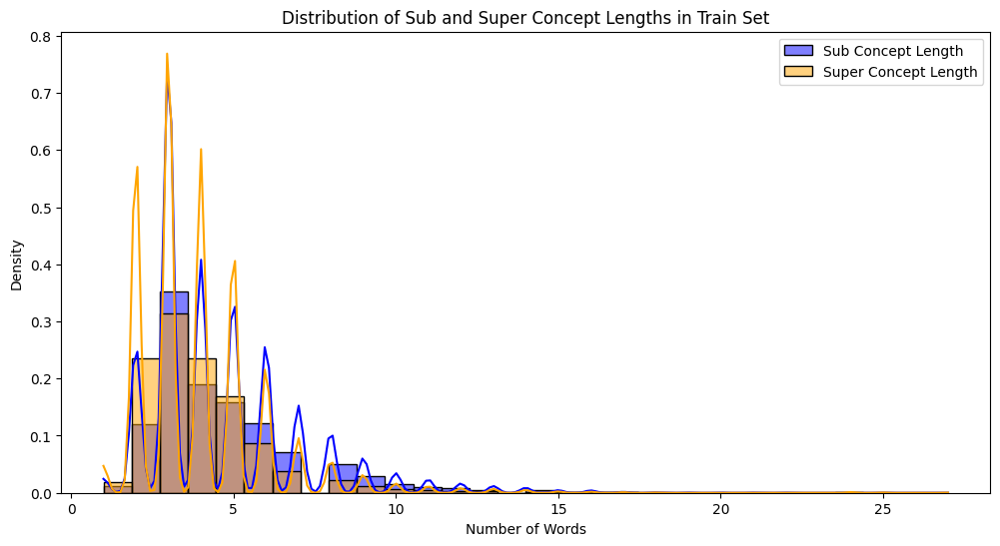 Distribution of Sub and Super Concept Lengths in Train Set
Sub Concept Length
Super Concept Length
Density
0.8
0.7
0.6
0.5
0.4
0.3
0.2
0.1
0.0
0 5 10 15 20 25
Number of Words